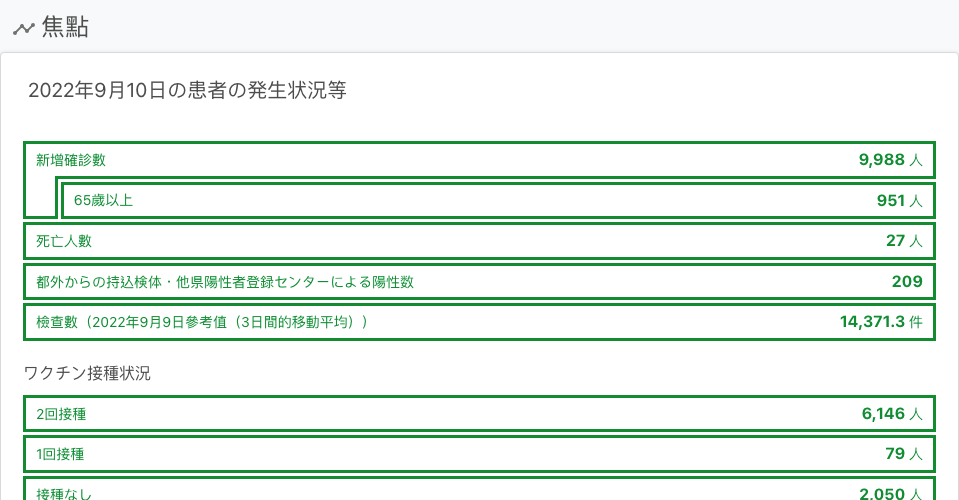 焦點
2022年9月10日の患者の発生状況等
新增確診數 9,988 人
65歲以上 951 人
死亡人數 27 人
都外からの持込検体・他県陽性者登録センターによる陽性数 209
檢查數（2022年9月9日參考值（3日間的移動平均）） 14,371.3 件
ワクチン接種状況
2回接種 6,146 人
1回接種 79 人
接種なし 2,050 人